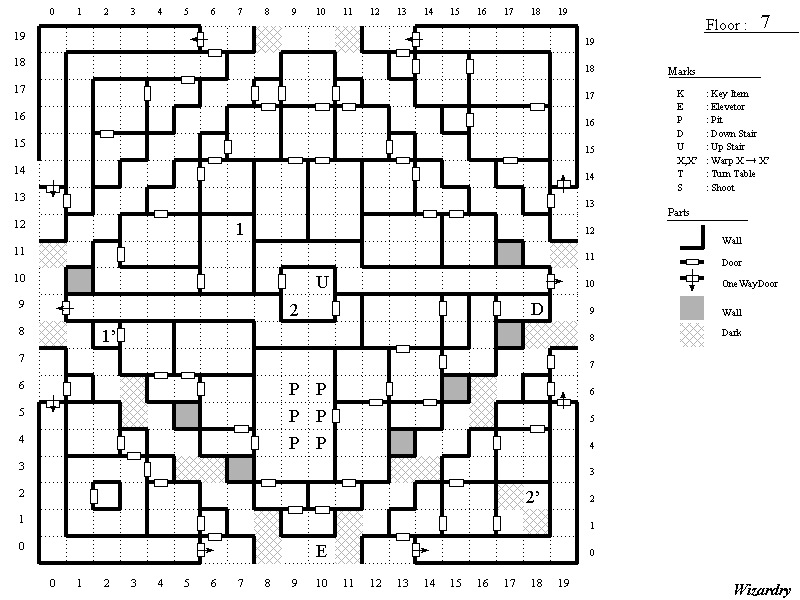 Floor : 7
0 1 2 3 4 5 6 7 8 9 10 11 12 13 14 15 16 17 18 19
19 19
18 18
17 17
16 16
15 15
14 14
13 13
12 1 12
11 11
10 U 10
9 2 D 9
8 1' 8
7 7
6 P P 6
5 P P 5
4 P P 4
3 3
2 2' 2
1 1
0 E 0
0 1 2 3 4 5 6 7 8 9 10 11 12 13 14 15 16 17 18 19
Marks
K : Key Item
E : Elevetor
P : Pit
D : Down Stair
U : Up Stair
X,X' : Warp X → X'
T : Turn Table
S : Shoot
Parts
Wall
Door
One Way Door
Wall
Dark
Wizardry